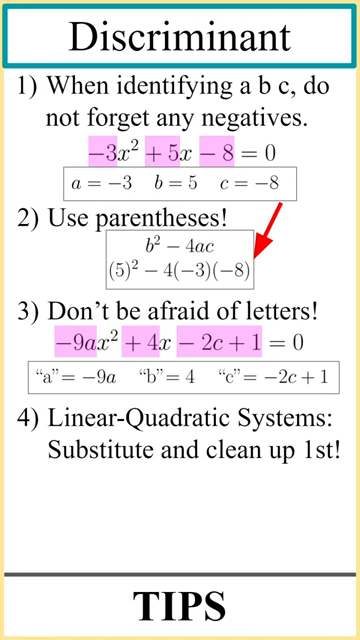 Discriminant
1) When identifying a b c, do
not forget any negatives.
−3x² + 5x − 8 = 0
a = −3 b = 5 c = −8
2) Use parentheses!
b² − 4ac
(5)² − 4(−3)(−8)
3) Don’t be afraid of letters!
−9ax² + 4x − 2c + 1 = 0
“a” = −9a “b” = 4 “c” = −2c + 1
4) Linear-Quadratic Systems:
Substitute and clean up 1st!
TIPS